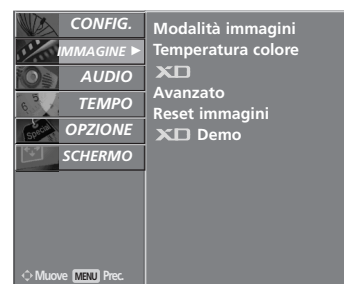 CONFIG.
IMMAGINE ►
AUDIO
TEMPO
OPZIONE
SCHERMO
Modalità immagini
Temperatura colore
XD
Avanzato
Reset immagini
XD Demo
Muove MENU Prec.